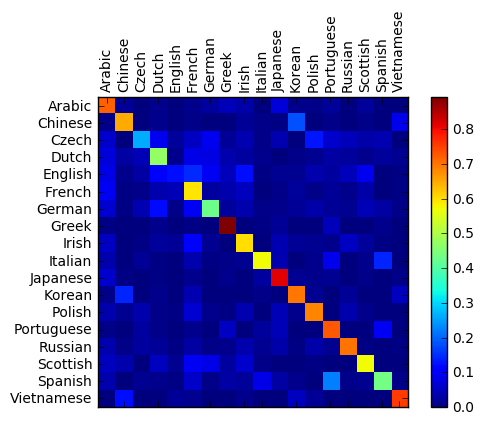 Arabic
Chinese
Czech
Dutch
English
French
German
Greek
Irish
Italian
Japanese
Korean
Polish
Portuguese
Russian
Scottish
Spanish
Vietnamese
Arabic
Chinese
Czech
Dutch
English
French
German
Greek
Irish
Italian
Japanese
Korean
Polish
Portuguese
Russian
Scottish
Spanish
Vietnamese
0.8
0.7
0.6
0.5
0.4
0.3
0.2
0.1
0.0